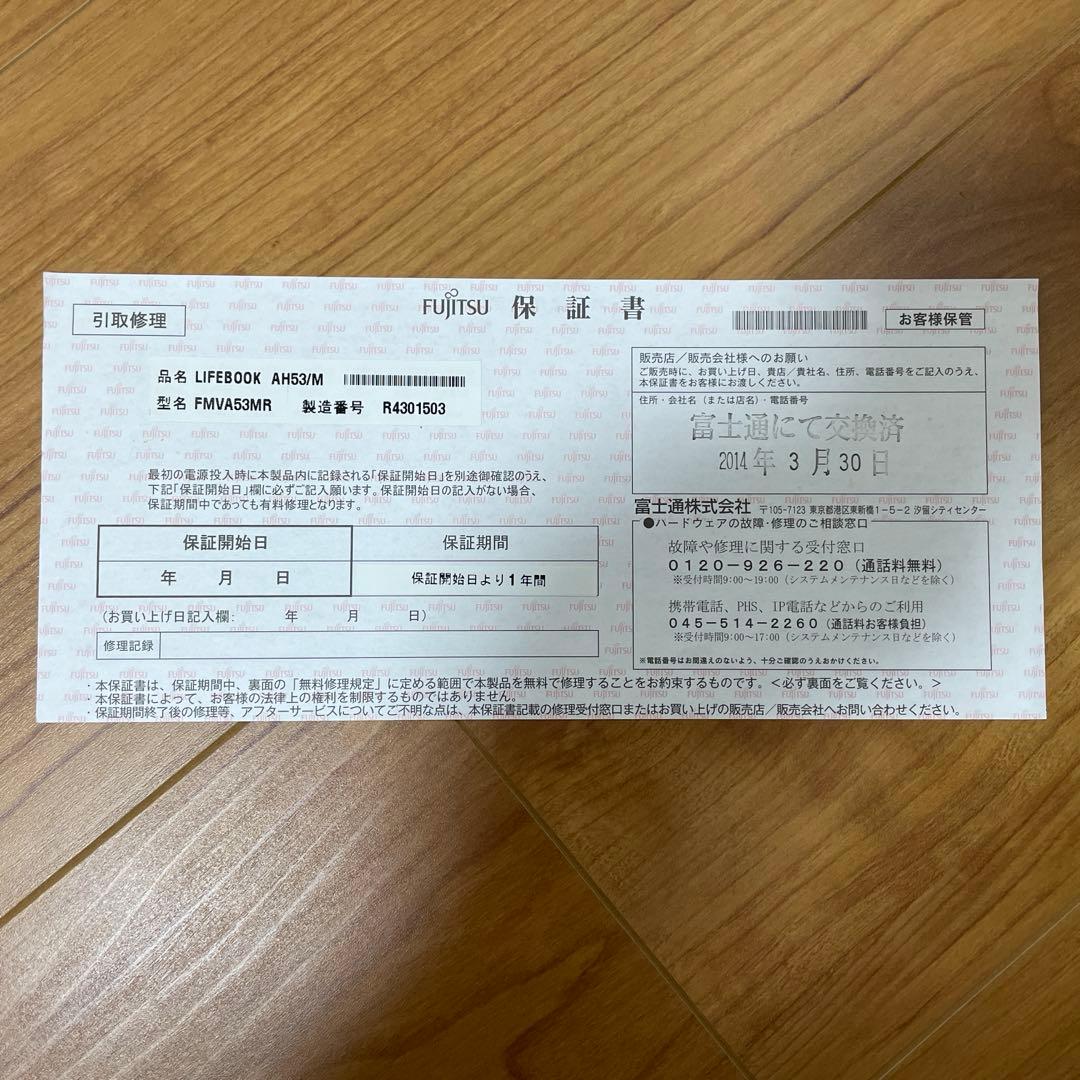 FUJITSU 保証書
引取修理
お客様保管
品名 LIFEBOOK AH53/M
型名 FMVA53MR 製造番号 R4301503
最初の電源投入時に本製品内に記録される「保証開始日」を別途御確認のうえ、
下記「保証開始日」欄に必ずご記入願います。保証開始日の記入がない場合、
保証期間中であっても有料修理となります。
保証開始日 保証期間
年 月 日 保証開始日より1年間
(お買い上げ日記入欄: 年 月 日)
修理記録
販売店/販売会社様へのお願い
ご販売時に、お買い上げ日、貴店/貴社名、住所、電話番号をご記入のうえ、
本保証書をお客様にお渡しください。
住所・会社名(または店名)・電話番号
富士通にて交換済
2014年 3月30日
富士通株式会社 〒105-7123 東京都港区東新橋1-5-2 汐留シティセンター
●ハードウェアの故障・修理のご相談窓口
故障や修理に関する受付窓口
0120-926-220(通話料無料)
※受付時間9:00~19:00(システムメンテナンス日などを除く)
携帯電話、PHS、IP電話などからのご利用
045-514-2260(通話料お客様負担)
※受付時間9:00~17:00(システムメンテナンス日などを除く)
※電話番号はお間違えのないよう、十分ご確認のうえおかけください。
・本保証書は、保証期間中、裏面の「無料修理規定」に定める範囲で本製品を無料で修理することをお約束するものです。<必ず裏面をご覧ください。>
・本保証書によって、お客様の法律上の権利を制限するものではありません。
・保証期間終了後の修理等、アフターサービスについてご不明な点は、本保証書記載の修理受付窓口またはお買い上げの販売店/販売会社へお問い合わせください。